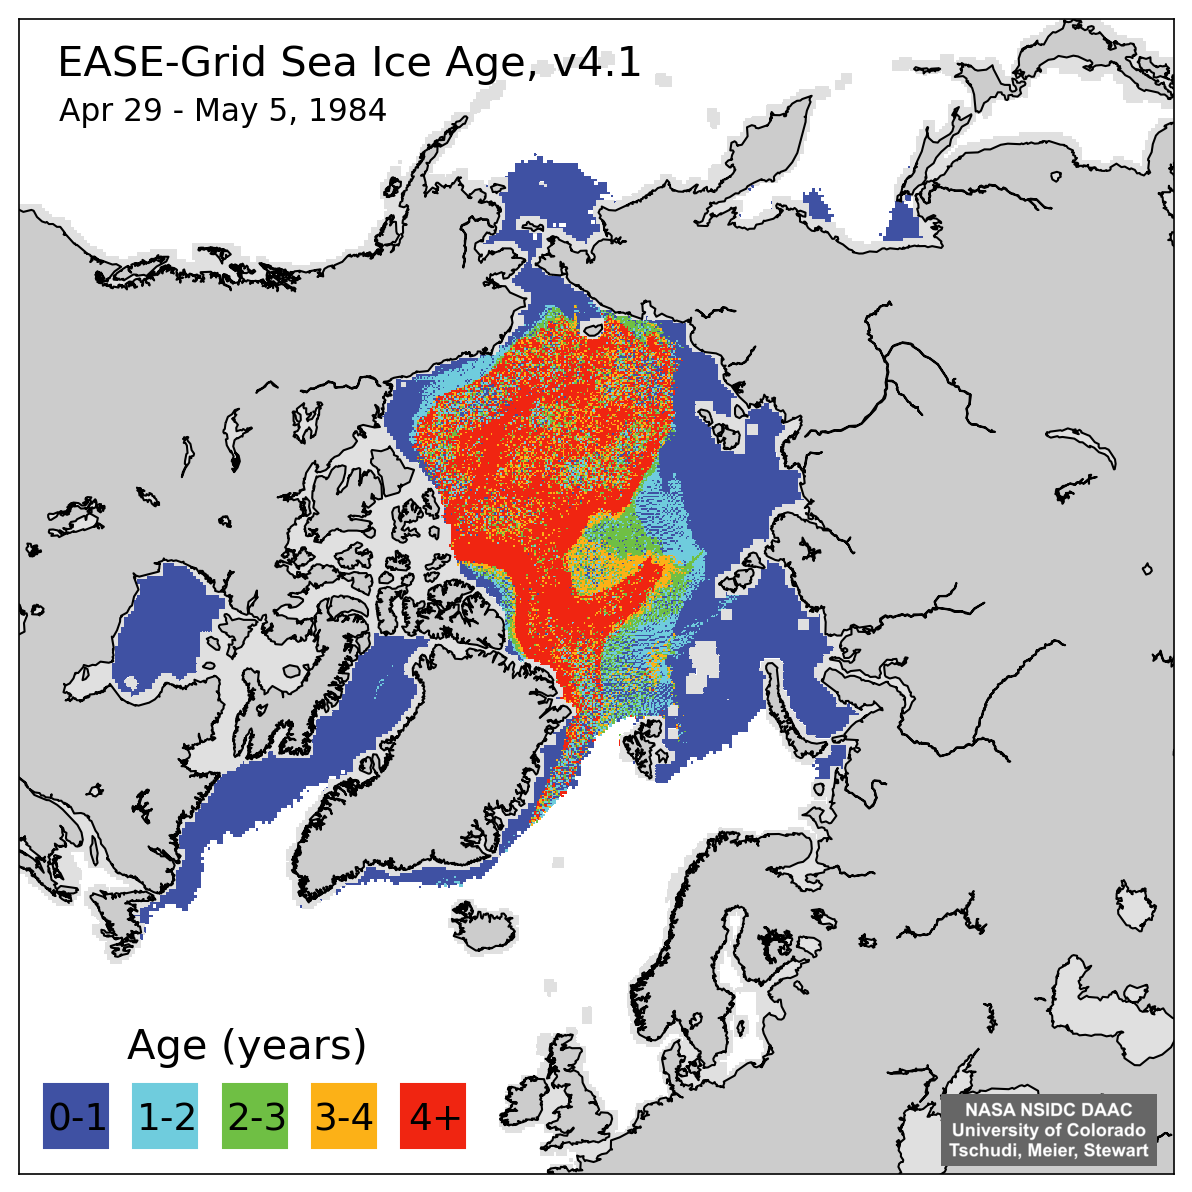 EASE-Grid Sea Ice Age, v4.1
Apr 29 - May 5, 1984
Age (years)
0-1 1-2 2-3 3-4 4+
NASA NSIDC DAAC
University of Colorado
Tschudi, Meier, Stewart